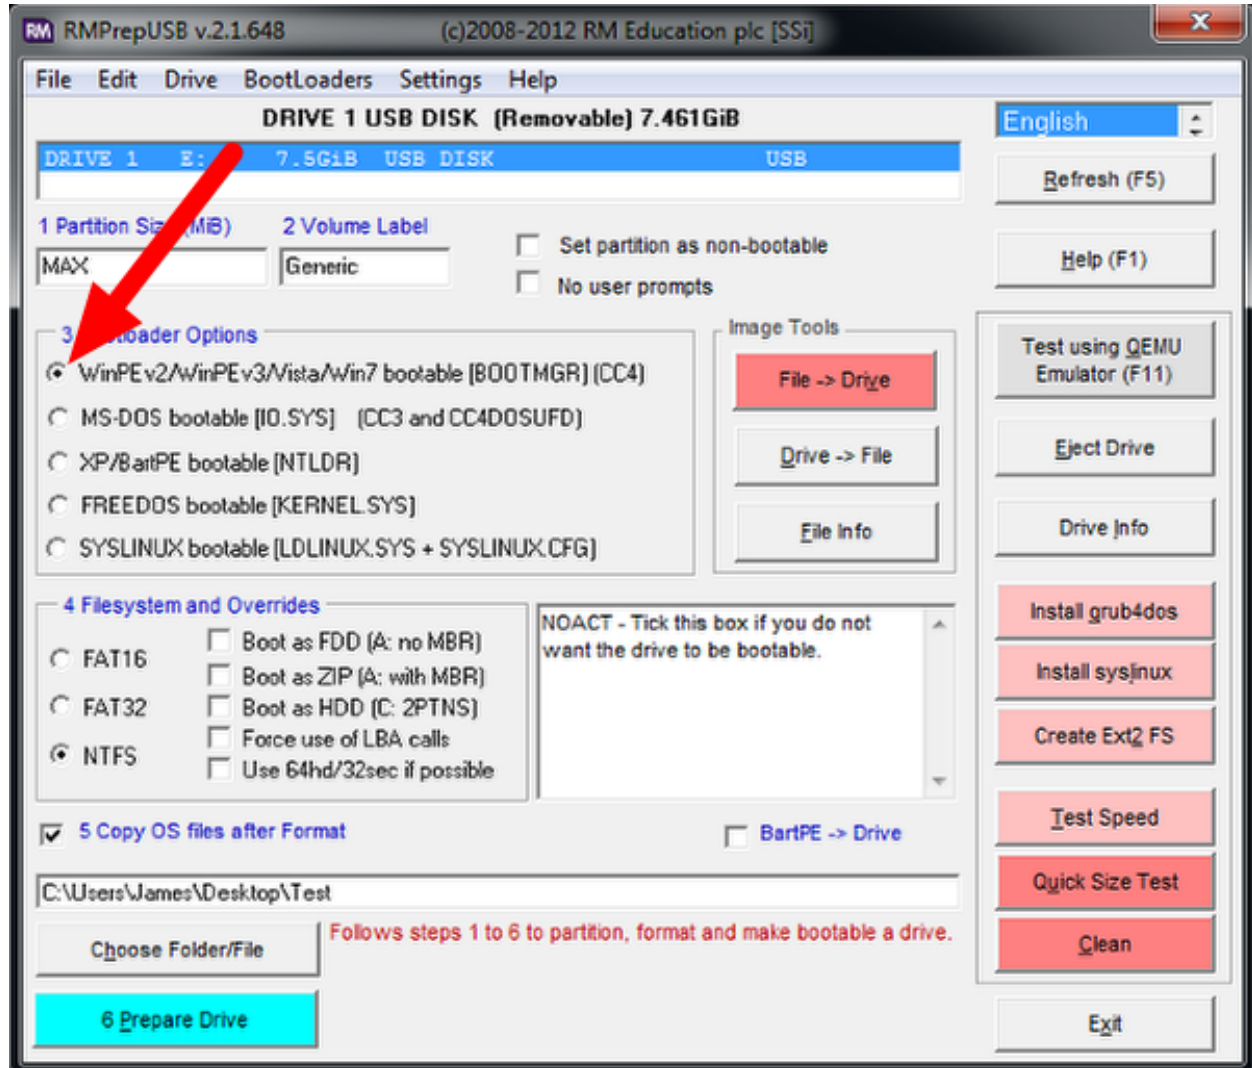 RM RMPrepUSB v.2.1.648 (c)2008-2012 RM Education plc [SSi] X
File Edit Drive BootLoaders Settings Help
DRIVE 1 USB DISK (Removable) 7.461GiB
English
DRIVE 1 E: 7.5GiB USB DISK USB
Refresh (F5)
1 Partition (MiB) 2 Volume Label
MAX Generic
Set partition as non-bootable
No user prompts
Help (F1)
3 Options
WinPEv2/WinPEv3/Vista/Win7 bootable [BOOTMGR] (CC4)
MS-DOS bootable [IO.SYS] (CC3 and CC4DOSUFD)
XP/BartPE bootable [NTLDR]
FREEDOS bootable [KERNEL.SYS]
SYSLINUX bootable [LDLINUX.SYS + SYSLINUX.CFG]
Image Tools
File -> Drive
Drive -> File
File Info
Test using QEMU
Emulator (F11)
Eject Drive
Drive Info
4 Filesystem and Overrides
FAT16
FAT32
NTFS
Boot as FDD (A: no MBR)
Boot as ZIP (A: with MBR)
Boot as HDD (C: 2PTNS)
Force use of LBA calls
Use 64hd/32sec if possible
NOACT - Tick this box if you do not
want the drive to be bootable.
Install grub4dos
Install syslinux
Create Ext2 FS
5 Copy OS files after Format
BartPE -> Drive
Test Speed
C:\Users\James\Desktop\Test
Quick Size Test
Choose Folder/File
Follows steps 1 to 6 to partition, format and make bootable a drive.
Clean
6 Prepare Drive
Exit